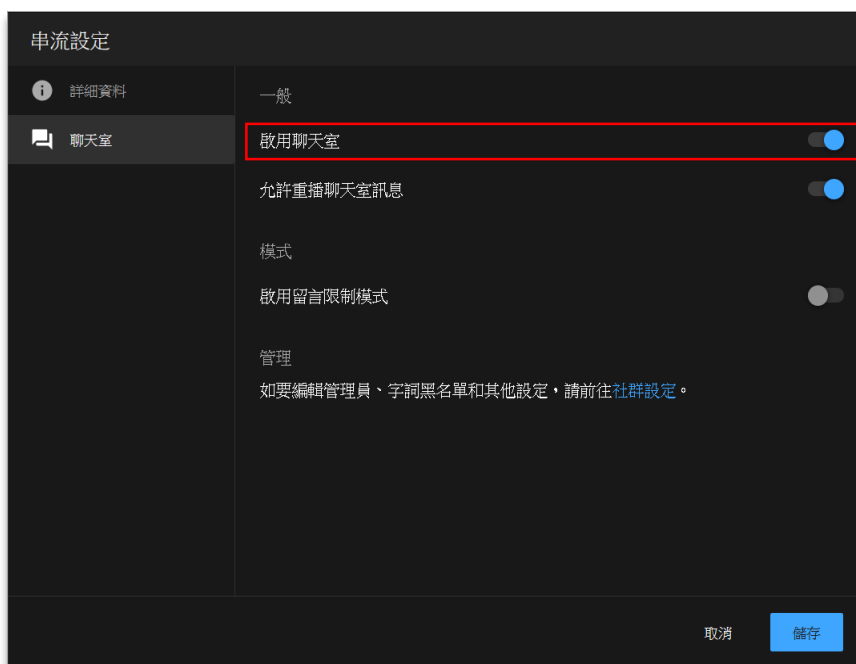 串流設定
詳細資料
聊天室
一般
啟用聊天室
允許重播聊天室訊息
模式
啟用留言限制模式
管理
如要編輯管理員、字詞黑名單和其他設定，請前往社群設定。
取消
儲存